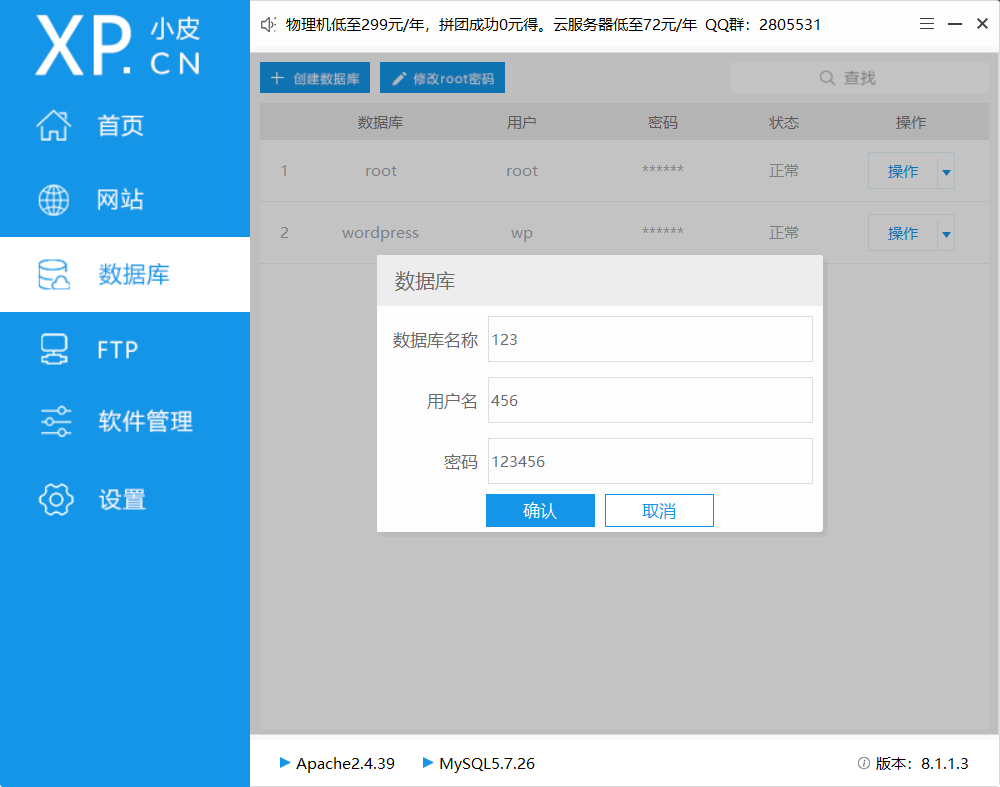 XP.CN 小皮
物理机低至299元/年，拼团成功0元得。云服务器低至72元/年 QQ群：2805531
首页
网站
数据库
FTP
软件管理
设置
创建数据库 修改root密码 查找
数据库 用户 密码 状态 操作
1 root root ****** 正常 操作
2 wordpress wp ****** 正常 操作
数据库
数据库名称 123
用户名 456
密码 123456
确认 取消
Apache2.4.39 MySQL5.7.26 版本：8.1.1.3